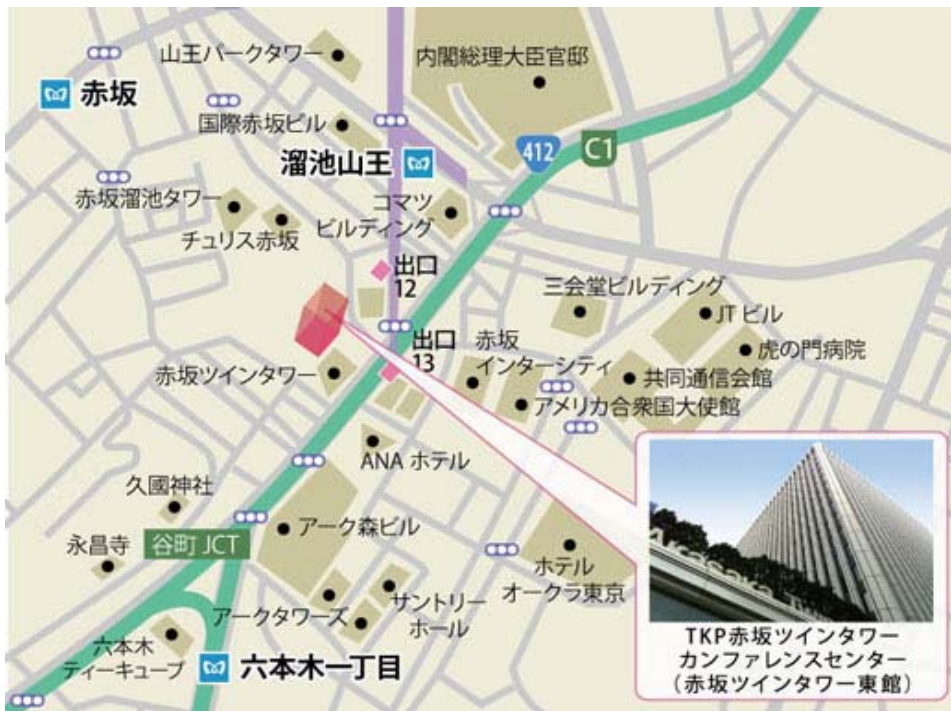 山王パークタワー
内閣総理大臣官邸
赤坂
国際赤坂ビル
412
C1
溜池山王
赤坂溜池タワー
チュリス赤坂
コマツ
ビルディング
出口
12
三会堂ビルディング
JTビル
出口
13
赤坂
インターシティ
虎の門病院
赤坂ツインタワー
共同通信会館
アメリカ合衆国大使館
ANAホテル
久國神社
アーク森ビル
永昌寺
谷町JCT
ホテル
オークラ東京
アークタワーズ
サントリー
ホール
六本木
ティーキューブ
六本木一丁目
TKP赤坂ツインタワー
カンファレンスセンター
(赤坂ツインタワー東館)